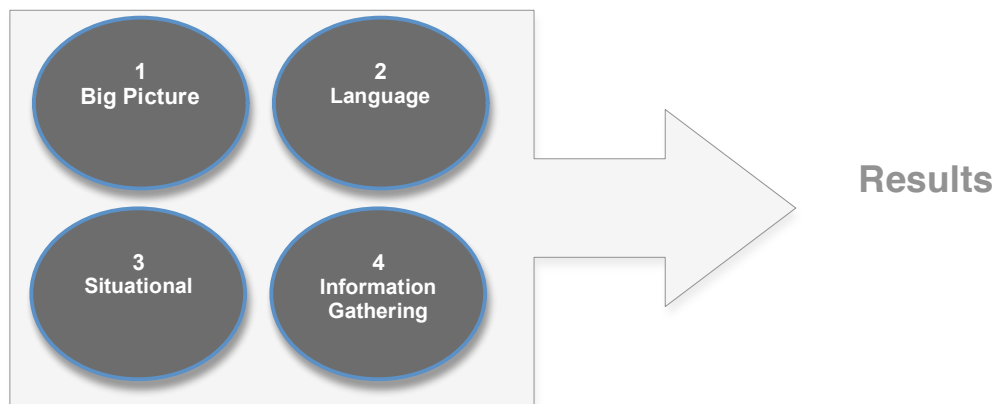 1
Big Picture
2
Language
3
Situational
4
Information
Gathering
Results